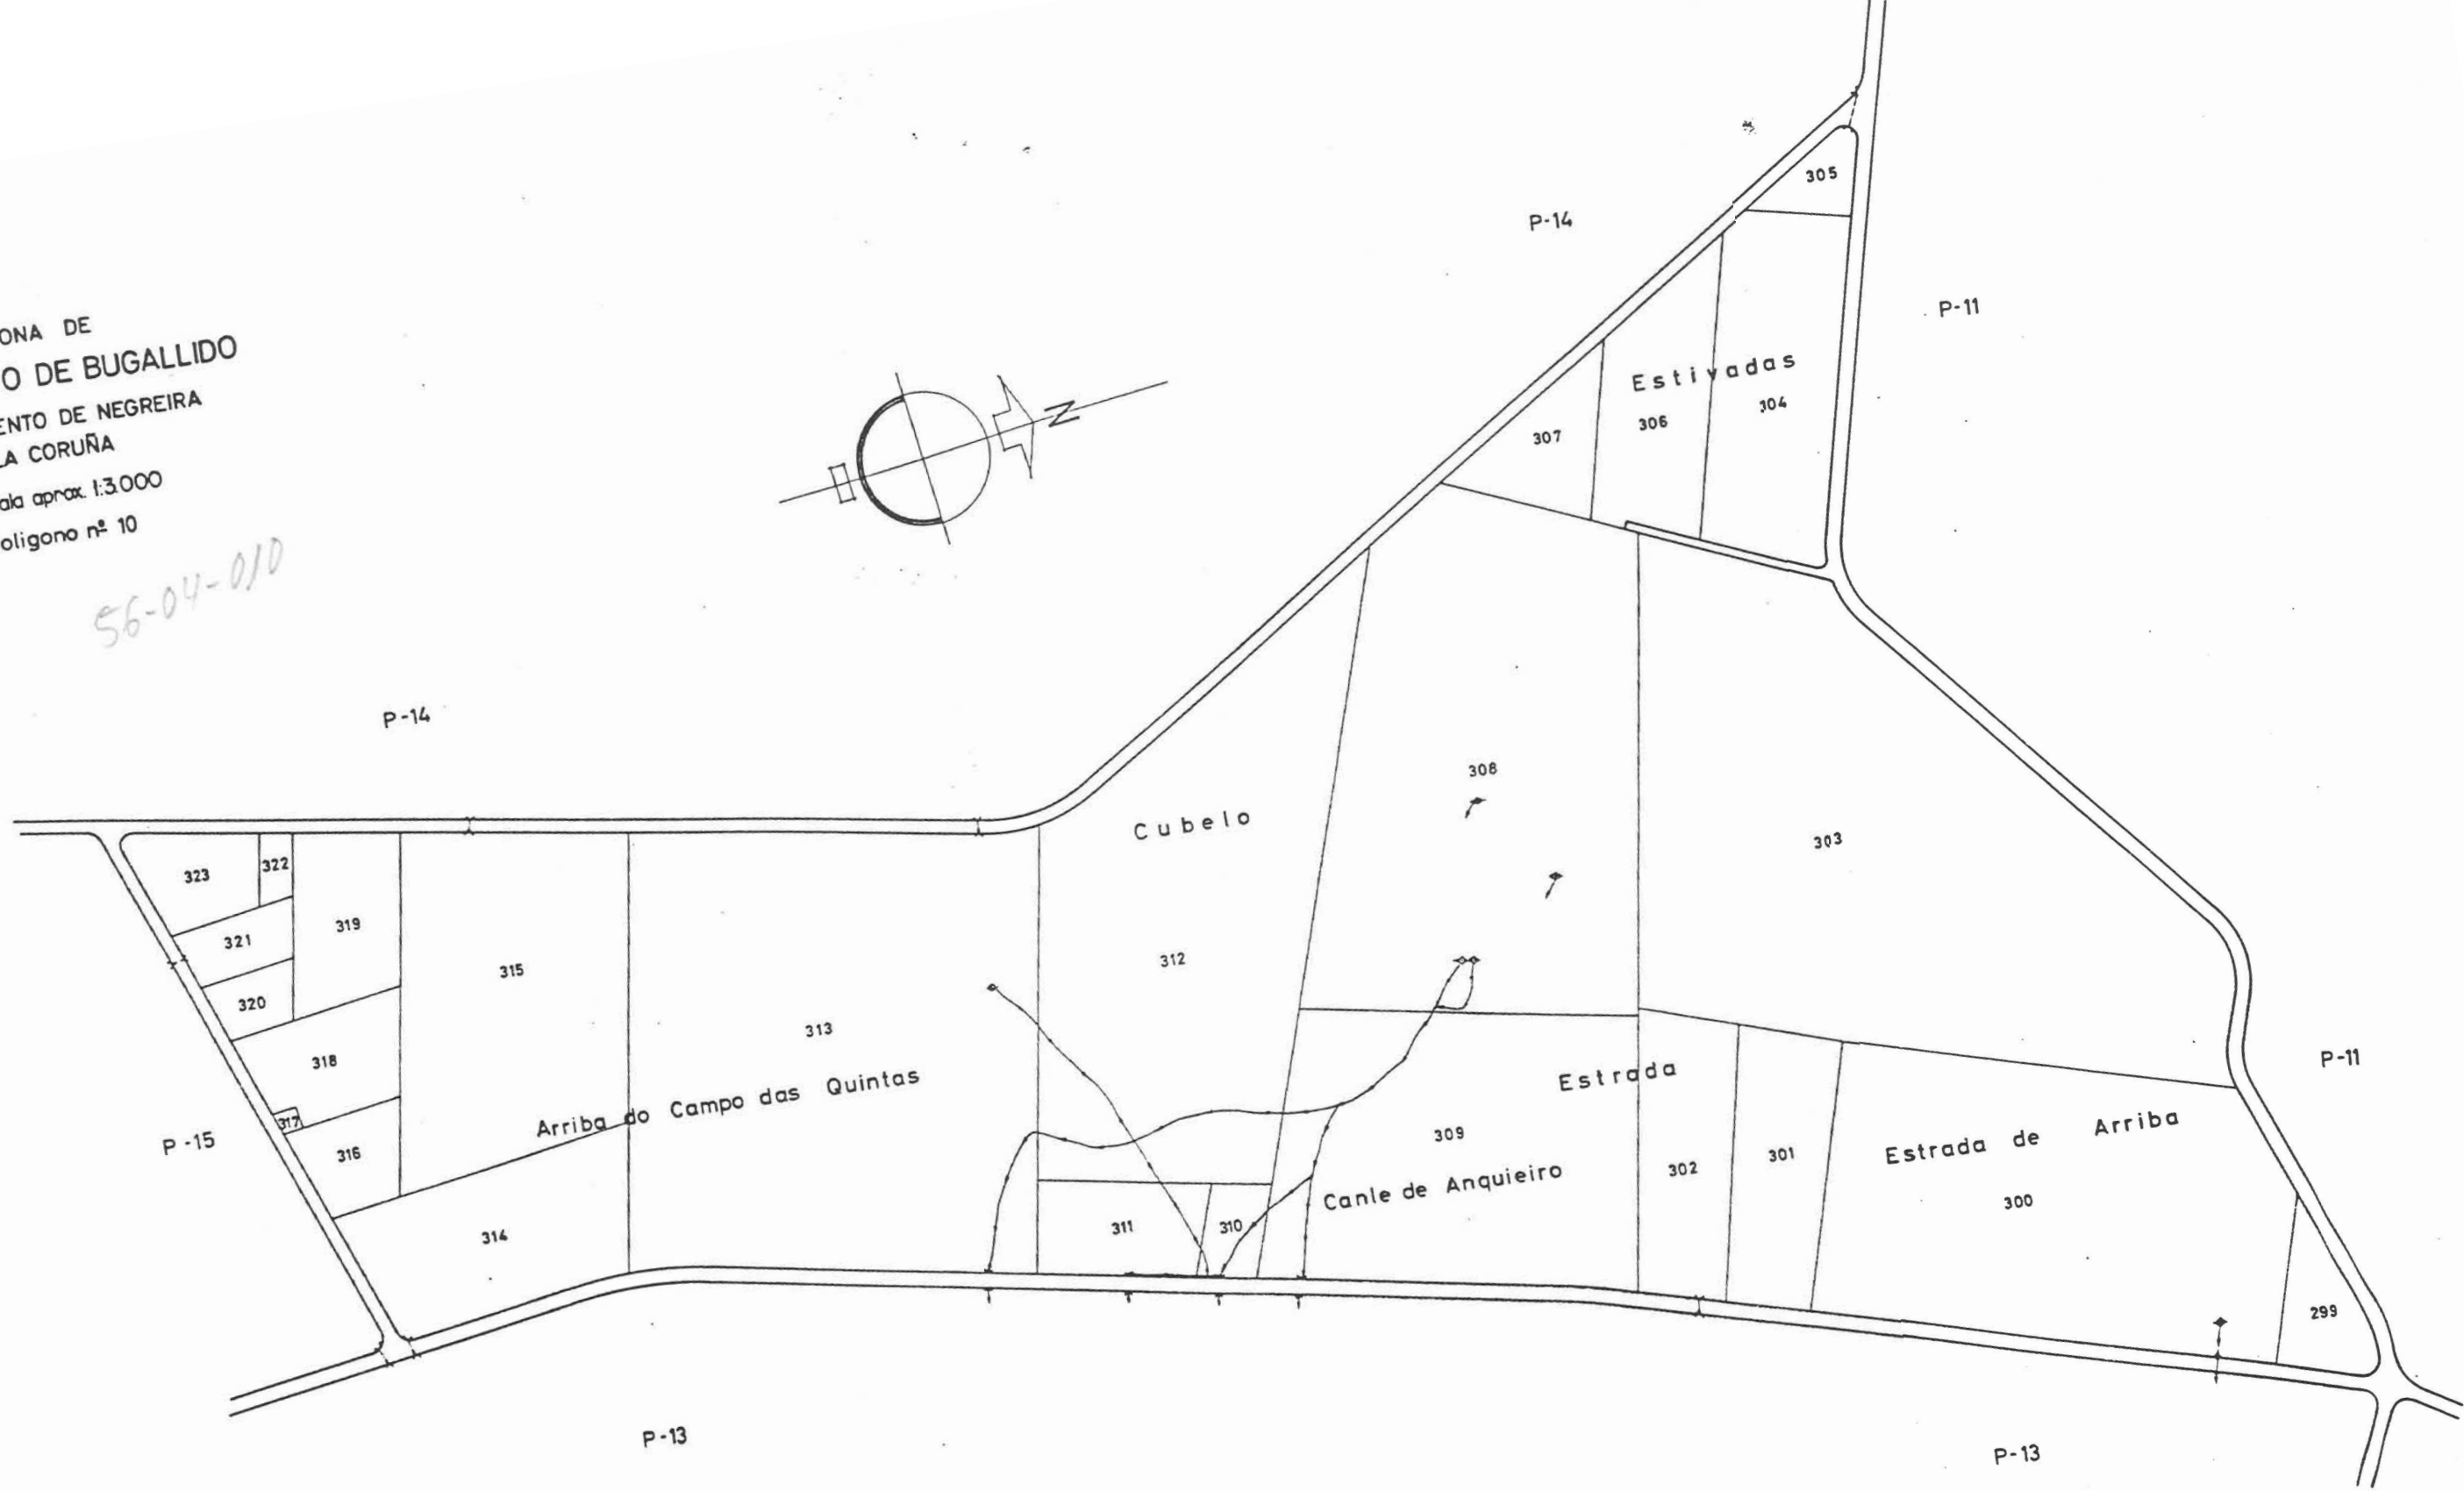 ONA DE
O DE BUGALLIDO
ENTO DE NEGREIRA
LA CORUÑA
ala aprox. 1:3.000
oligono nº 10
56-04-010
N
P-14
P-11
305
Estivadas
304
306
307
P-14
308
Cubelo
303
312
323
322
321
319
320
315
313
318
317
316
314
Arriba do Campo das Quintas
P-15
Estrada
309
Canle de Anquieiro
311
310
302
301
Estrada de Arriba
300
299
P-11
P-13
P-13